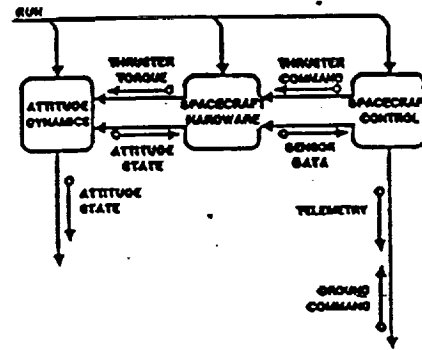 RUN
THRUSTER
TORQUE
THRUSTER
COMMAND
ATTITUDE
DYNAMICS
SPACECRAFT
HARDWARE
SPACECRAFT
CONTROL
ATTITUDE
STATE
SENSOR
DATA
ATTITUDE
STATE
TELEMETRY
GROUND
COMMAND